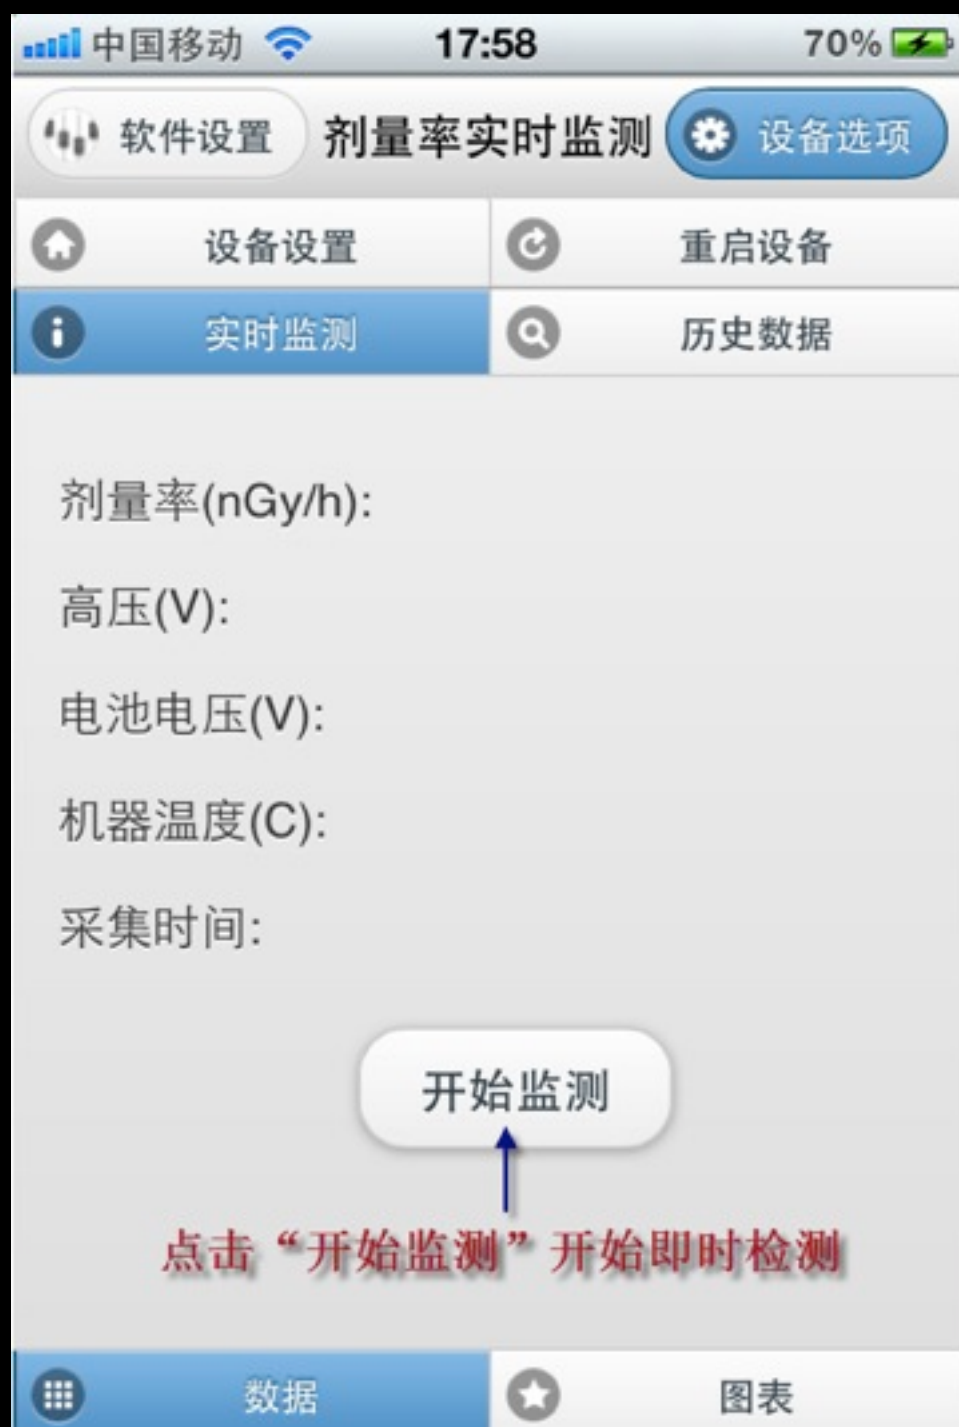 中国移动 17:58 70%
软件设置 剂量率实时监测 设备选项
设备设置 重启设备
实时监测 历史数据
剂量率(nGy/h):
高压(V):
电池电压(V):
机器温度(C):
采集时间:
开始监测
点击“开始监测”开始即时检测
数据 图表